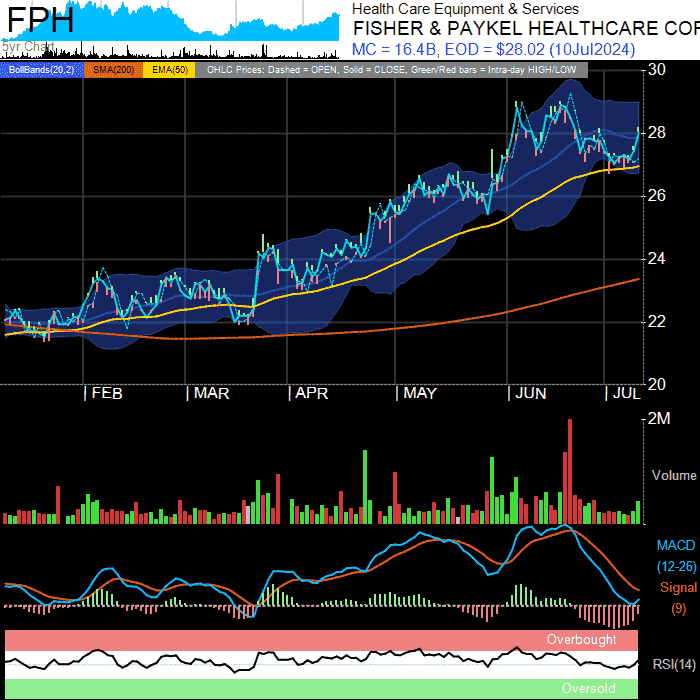 FPH
5yr Chart
Health Care Equipment & Services
FISHER & PAYKEL HEALTHCARE COR
MC = 16.4B, EOD = $28.02 (10Jul2024)
BollBands(20,2) SMA(200) EMA(50) OHLC Prices: Dashed = OPEN, Solid = CLOSE, Green/Red bars = Intra-day HIGH/LOW
30
28
26
24
22
20
FEB MAR APR MAY JUN JUL
2M
Volume
MACD
(12-26)
Signal
(9)
Overbought
RSI(14)
Oversold